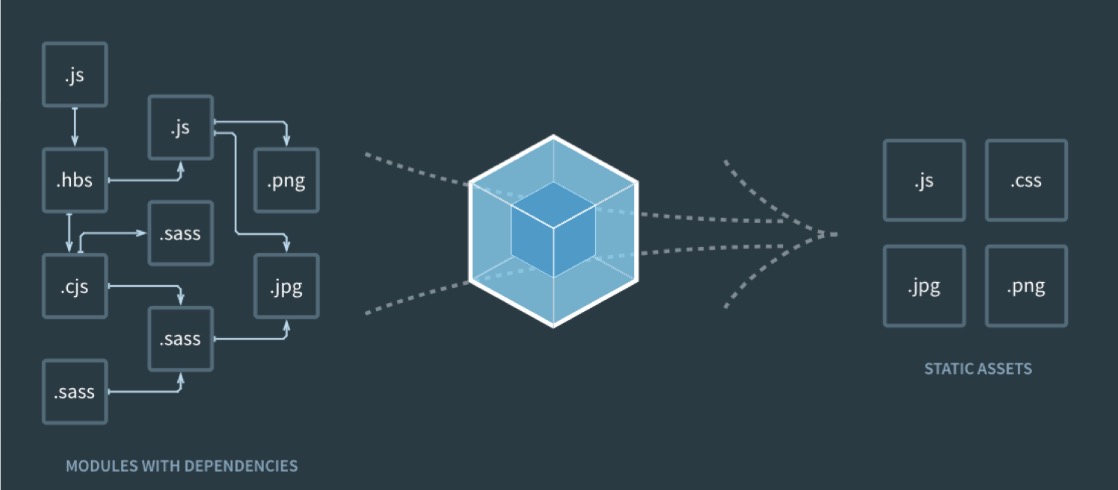 .js
.js
.hbs
.png
.sass
.cjs
.jpg
.sass
.sass
MODULES WITH DEPENDENCIES
.js
.css
.jpg
.png
STATIC ASSETS